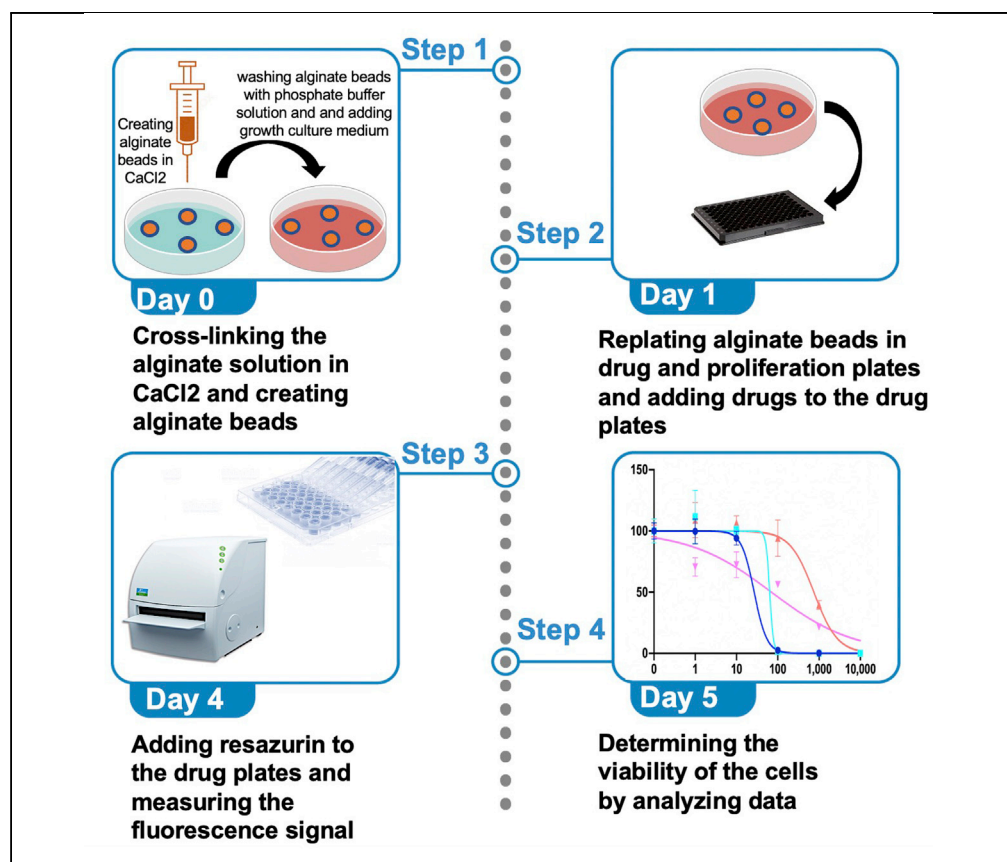 Step 1
Creating
alginate
beads in
CaCl2
washing alginate beads
with phosphate buffer
solution and and adding
growth culture medium
Day 0
Cross-linking the
alginate solution in
CaCl2 and creating
alginate beads
Step 2
Day 1
Replating alginate beads in
drug and proliferation plates
and adding drugs to the drug
plates
Step 3
Day 4
Adding resazurin to
the drug plates and
measuring the
fluorescence signal
Step 4
150
100
50
0
0 1 10 100 1,000 10,000
Day 5
Determining the
viability of the cells
by analyzing data